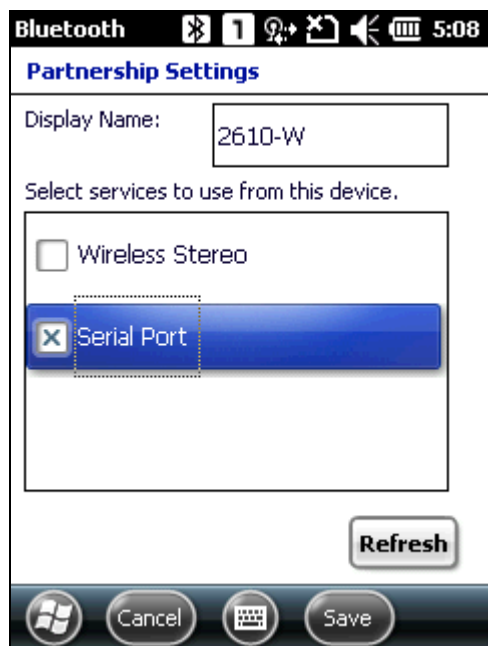 Bluetooth 1 5:08
Partnership Settings
Display Name: 2610-W
Select services to use from this device.
Wireless Stereo
Serial Port
Refresh
Cancel Save